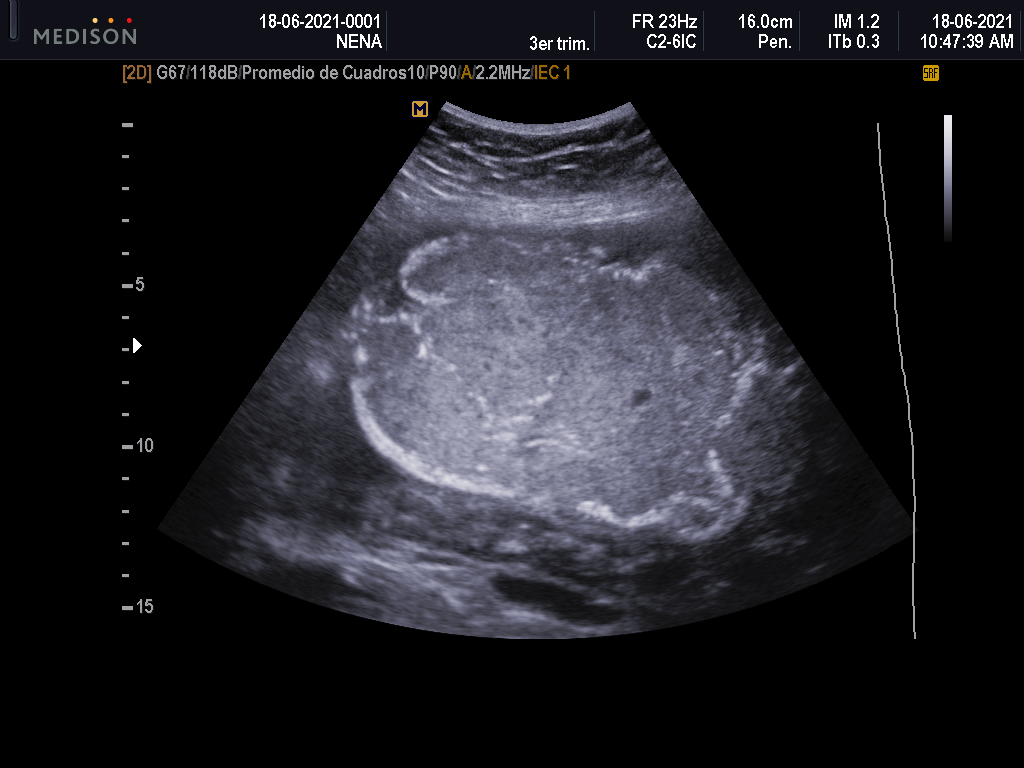 MEDISON
18-06-2021-0001
NENA
3er trim.
FR 23Hz
C2-6IC
16.0cm
Pen.
IM 1.2
ITb 0.3
18-06-2021
10:47:39 AM
[2D] G67/118dB/Promedio de Cuadros10/P90/A/2.2MHz/IEC 1
SRF
M
5
10
15